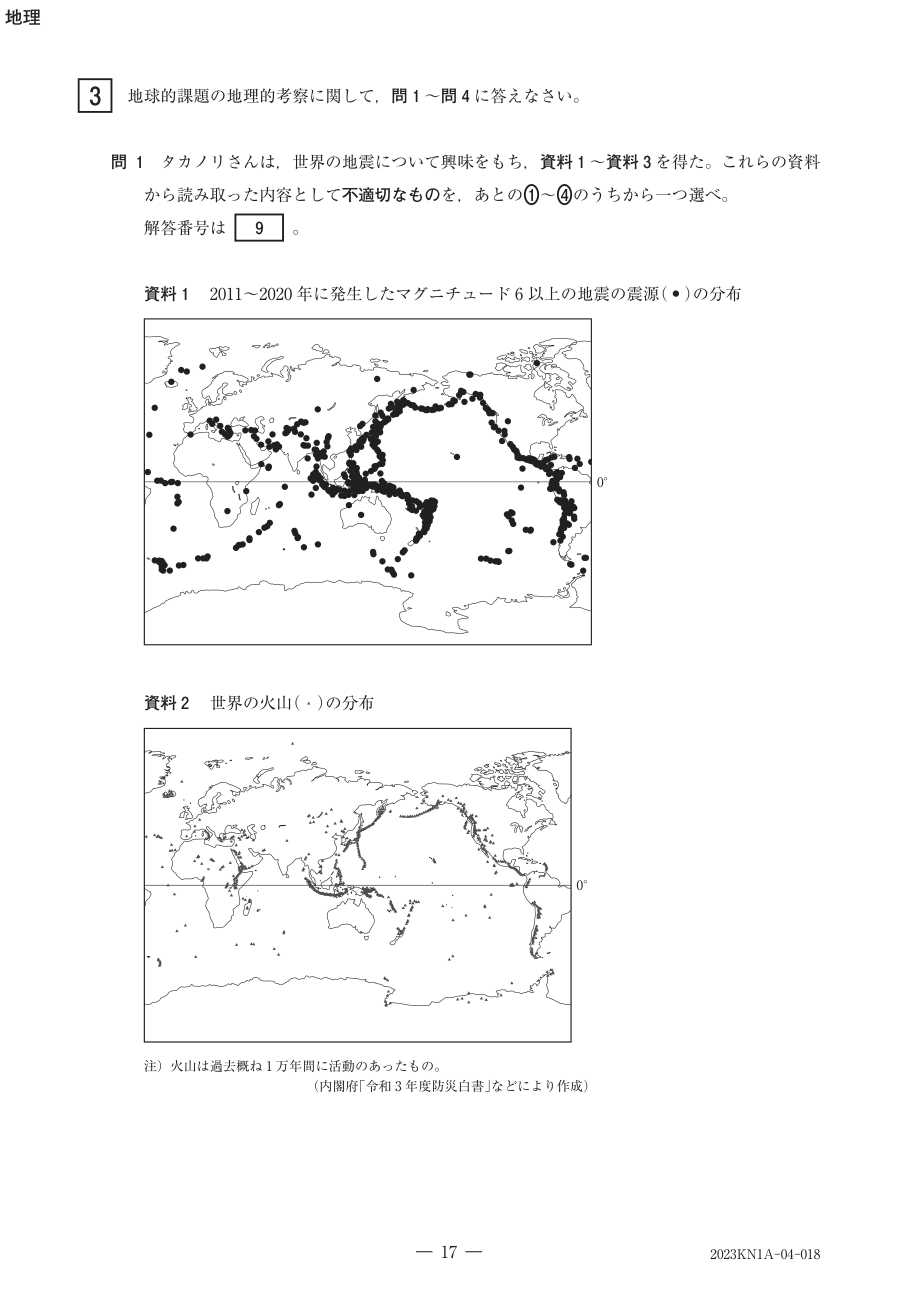 地理
3 地球的課題の地理的考察に関して，問1～問4に答えなさい。
問1 タカノリさんは，世界の地震について興味をもち，資料1～資料3を得た。これらの資料
から読み取った内容として不適切なものを，あとの①～④のうちから一つ選べ。
解答番号は 9 。
資料1 2011～2020年に発生したマグニチュード6以上の地震の震源(●)の分布
0°
資料2 世界の火山(▲)の分布
0°
注）火山は過去概ね1万年間に活動のあったもの。
（内閣府「令和3年度防災白書」などにより作成）
― 17 ―
2023KN1A-04-018